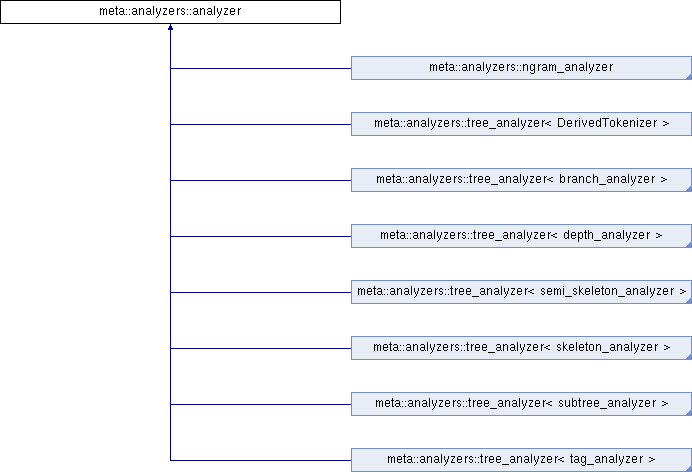 meta::analyzers::analyzer
meta::analyzers::ngram_analyzer
meta::analyzers::tree_analyzer< DerivedTokenizer >
meta::analyzers::tree_analyzer< branch_analyzer >
meta::analyzers::tree_analyzer< depth_analyzer >
meta::analyzers::tree_analyzer< semi_skeleton_analyzer >
meta::analyzers::tree_analyzer< skeleton_analyzer >
meta::analyzers::tree_analyzer< subtree_analyzer >
meta::analyzers::tree_analyzer< tag_analyzer >